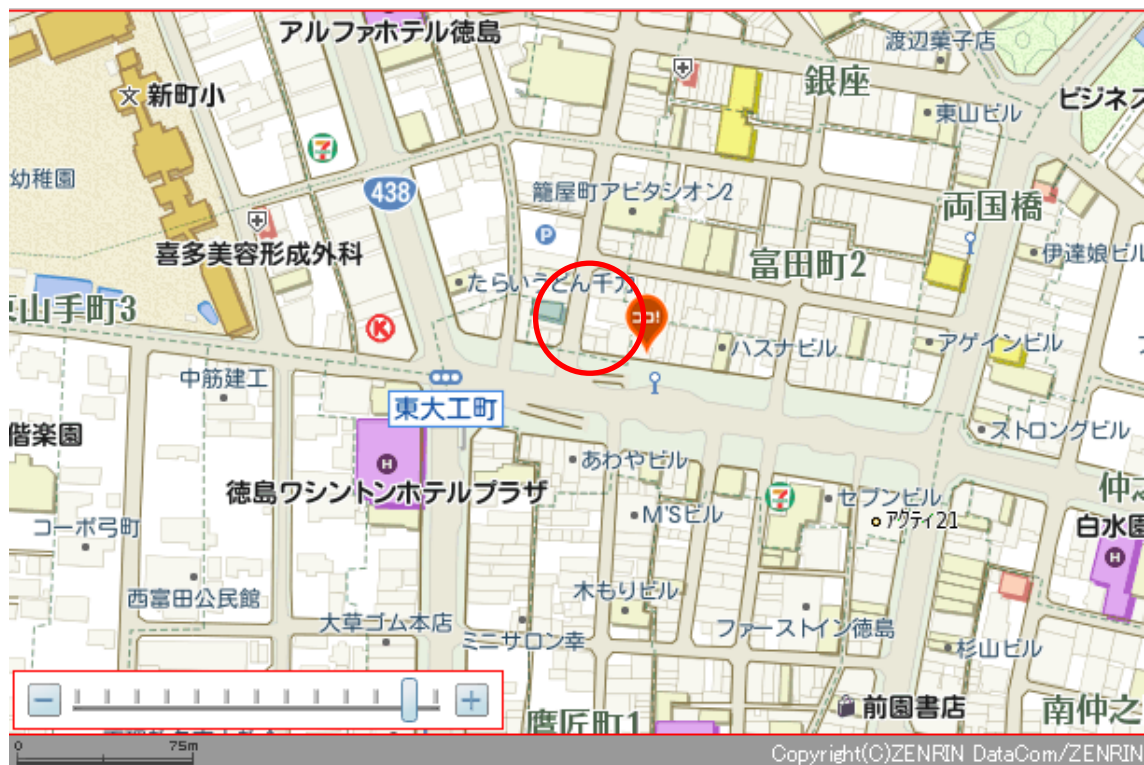 アルファホテル徳島
渡辺菓子店
銀座
新町小
ビジネス
東山ビル
幼稚園
438
籠屋町アビタシオン2
両国橋
喜多美容形成外科
富田町2
伊達娘ビル
たらいうどん千力
山手町3
ココ!
ハスナビル
アゲインビル
中筋建工
東大工町
偕楽園
ストロングビル
あわやビル
徳島ワシントンホテルプラザ
セブンビル
仲之
M'Sビル
アクティ21
コーポ弓町
白水園
木もりビル
西富田公民館
大草ゴム本店
ファーストイン徳島
ミニサロン幸
杉山ビル
前園書店
鷹匠町1
南仲之
0 75m
Copyright(C)ZENRIN DataCom/ZENRIN